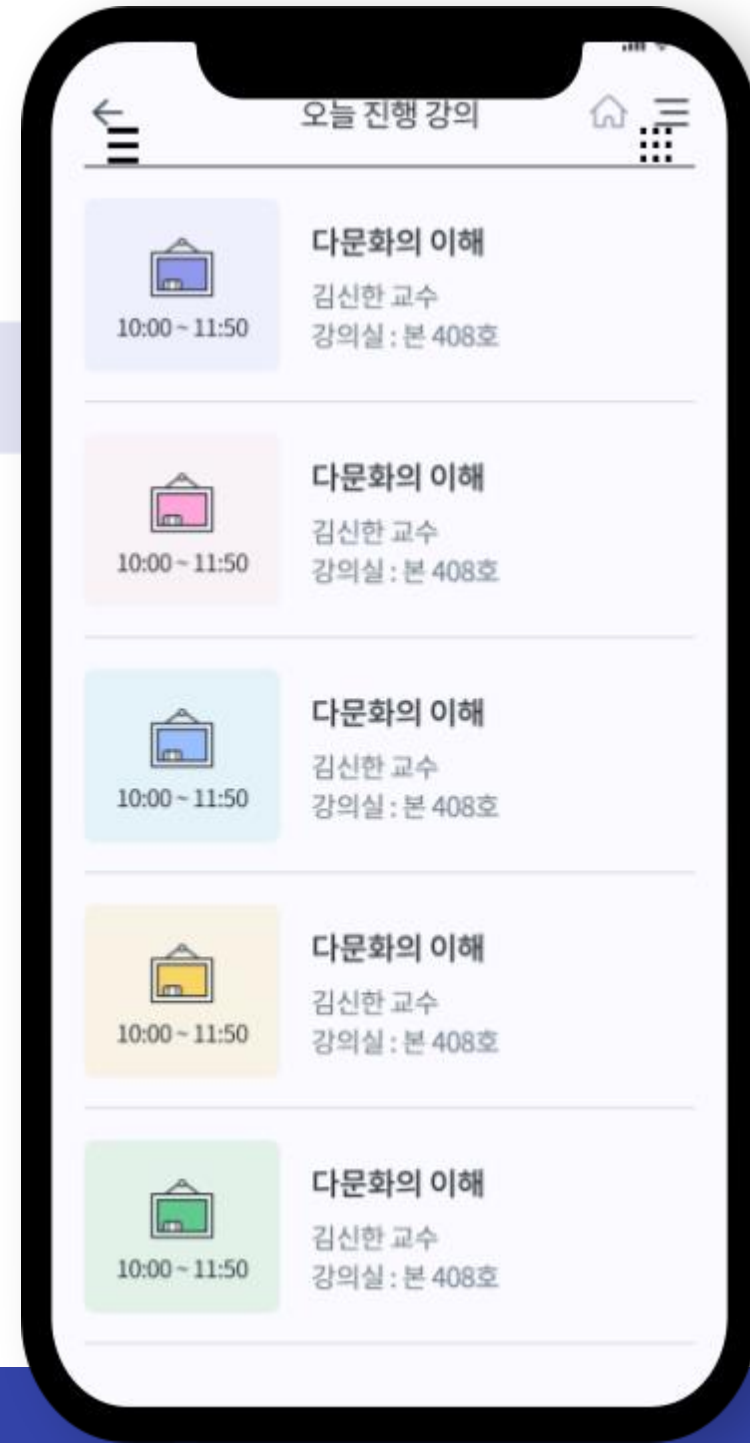 오늘 진행 강의
다문화의 이해
김신한 교수
10:00 ~ 11:50
강의실 : 본 408호
다문화의 이해
김신한 교수
10:00 ~ 11:50
강의실 : 본 408호
다문화의 이해
김신한 교수
10:00 ~ 11:50
강의실 : 본 408호
다문화의 이해
김신한 교수
10:00 ~ 11:50
강의실 : 본 408호
다문화의 이해
김신한 교수
10:00 ~ 11:50
강의실 : 본 408호